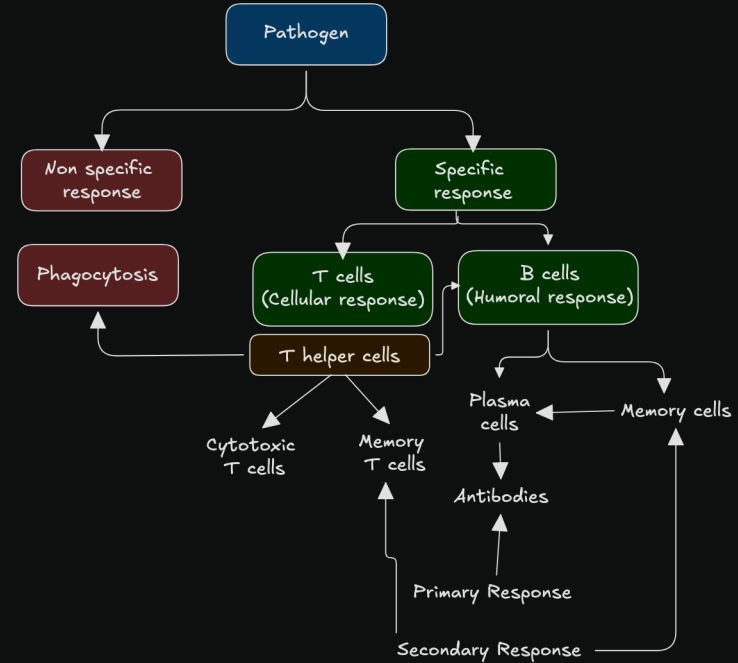 Pathogen
Non specific
response
Specific
response
Phagocytosis
T cells
(Cellular response)
B cells
(Humoral response)
T helper cells
Cytotoxic
T cells
Memory
T cells
Plasma
cells
Memory cells
Antibodies
Primary Response
Secondary Response